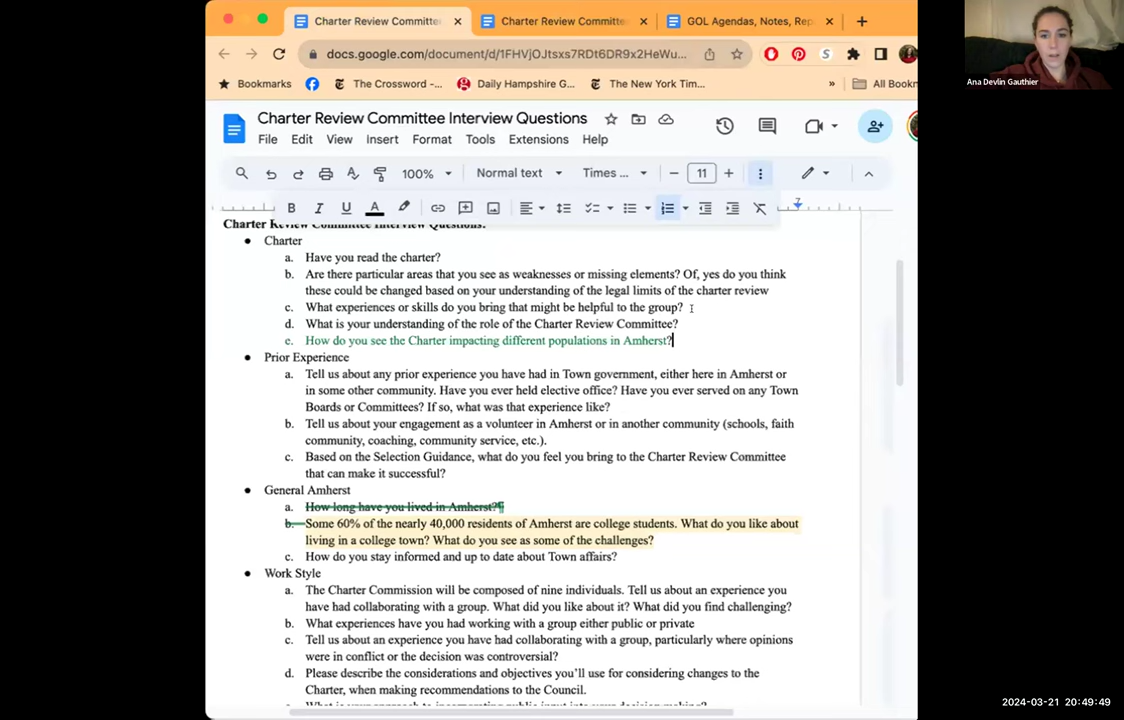 Charter Review Committe
Charter Review Committe
GOL Agendas, Notes, Rep
docs.google.com/document/d/1FHVjOJtsxs7RDt6DR9x2HeWu...
Bookmarks
The Crossword -...
Daily Hampshire G...
The New York Tim...
»
All Bookm
Ana Devlin Gauthier
Charter Review Committee Interview Questions
File Edit View Insert Format Tools Extensions Help
100% Normal text Times ... 11
Charter Review Committee Interview Questions:
● Charter
a. Have you read the charter?
b. Are there particular areas that you see as weaknesses or missing elements? Of, yes do you think
these could be changed based on your understanding of the legal limits of the charter review
c. What experiences or skills do you bring that might be helpful to the group?
d. What is your understanding of the role of the Charter Review Committee?
e. How do you see the Charter impacting different populations in Amherst?
● Prior Experience
a. Tell us about any prior experience you have had in Town government, either here in Amherst or
in some other community. Have you ever held elective office? Have you ever served on any Town
Boards or Committees? If so, what was that experience like?
b. Tell us about your engagement as a volunteer in Amherst or in another community (schools, faith
community, coaching, community service, etc.).
c. Based on the Selection Guidance, what do you feel you bring to the Charter Review Committee
that can make it successful?
● General Amherst
a. How long have you lived in Amherst?¶
b. Some 60% of the nearly 40,000 residents of Amherst are college students. What do you like about
living in a college town? What do you see as some of the challenges?
c. How do you stay informed and up to date about Town affairs?
● Work Style
a. The Charter Commission will be composed of nine individuals. Tell us about an experience you
have had collaborating with a group. What did you like about it? What did you find challenging?
b. What experiences have you had working with a group either public or private
c. Tell us about an experience you have had collaborating with a group, particularly where opinions
were in conflict or the decision was controversial?
d. Please describe the considerations and objectives you'll use for considering changes to the
Charter, when making recommendations to the Council.
e. What is your approach to incorporating public input into your decision making?
2024-03-21 20:49:49